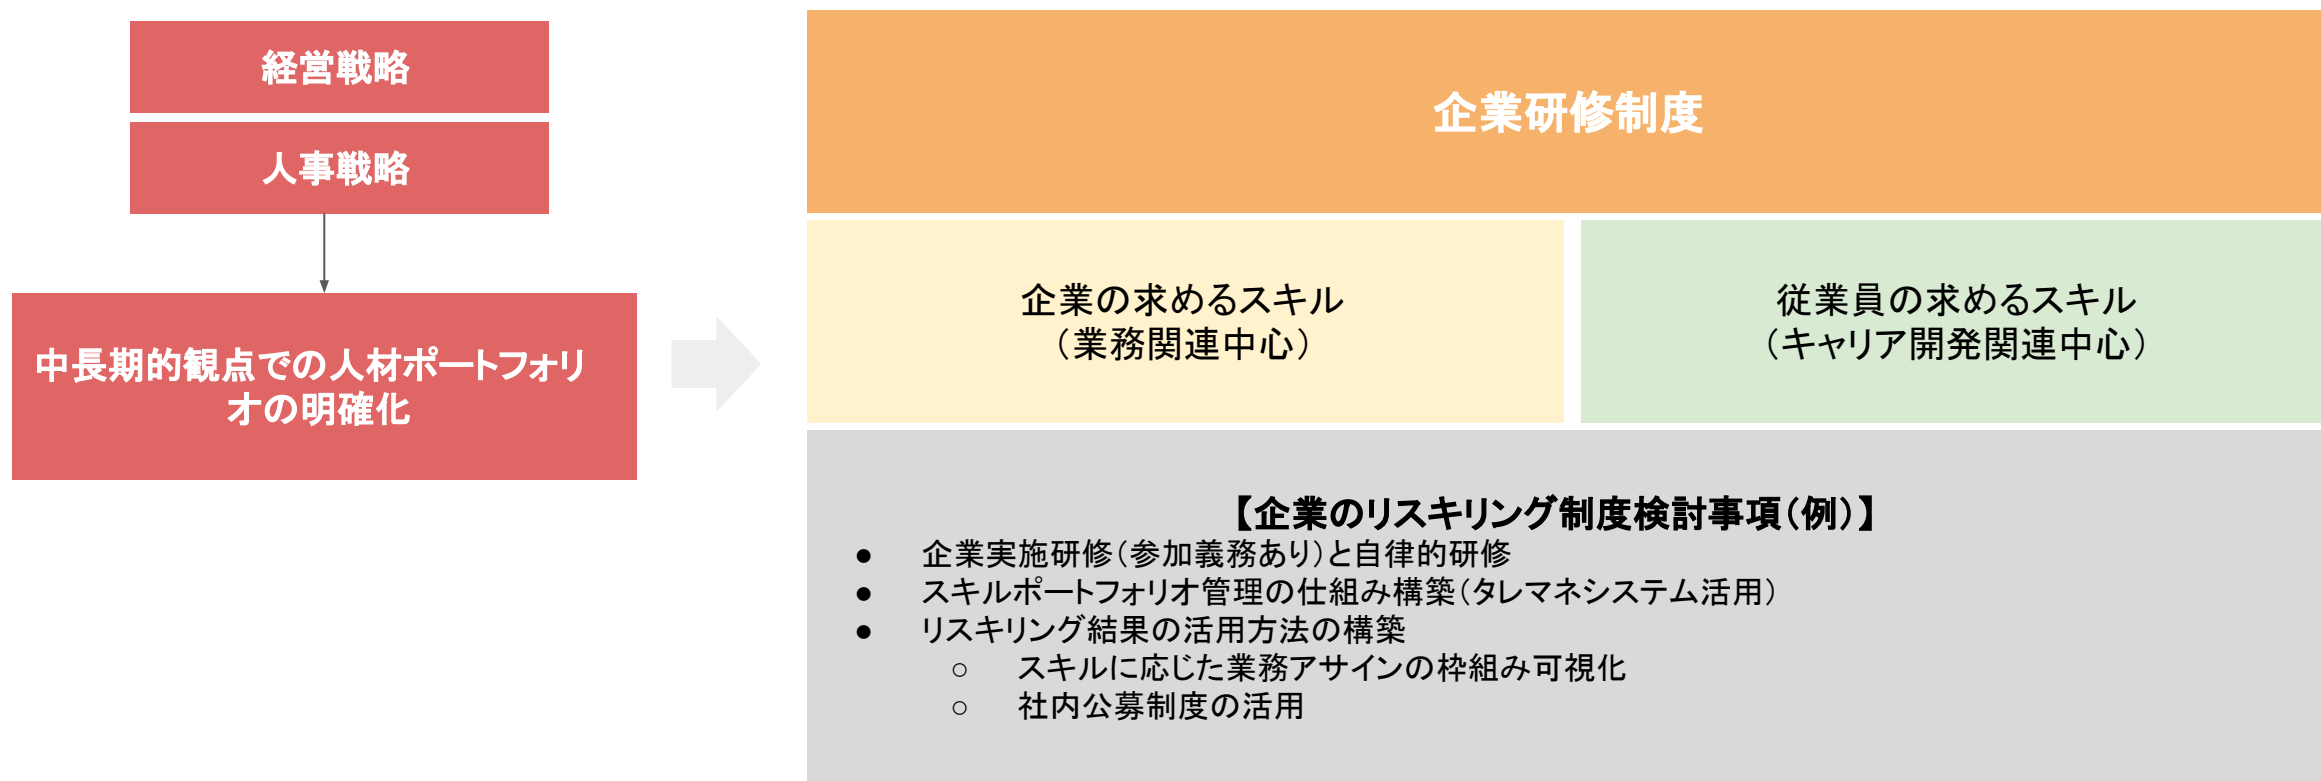 経営戦略
人事戦略
中長期的観点での人材ポートフォリ
オの明確化
企業研修制度
企業の求めるスキル
（業務関連中心）
従業員の求めるスキル
（キャリア開発関連中心）
【企業のリスキリング制度検討事項（例）】
● 企業実施研修（参加義務あり）と自律的研修
● スキルポートフォリオ管理の仕組み構築（タレマネシステム活用）
● リスキリング結果の活用方法の構築
○ スキルに応じた業務アサインの枠組み可視化
○ 社内公募制度の活用